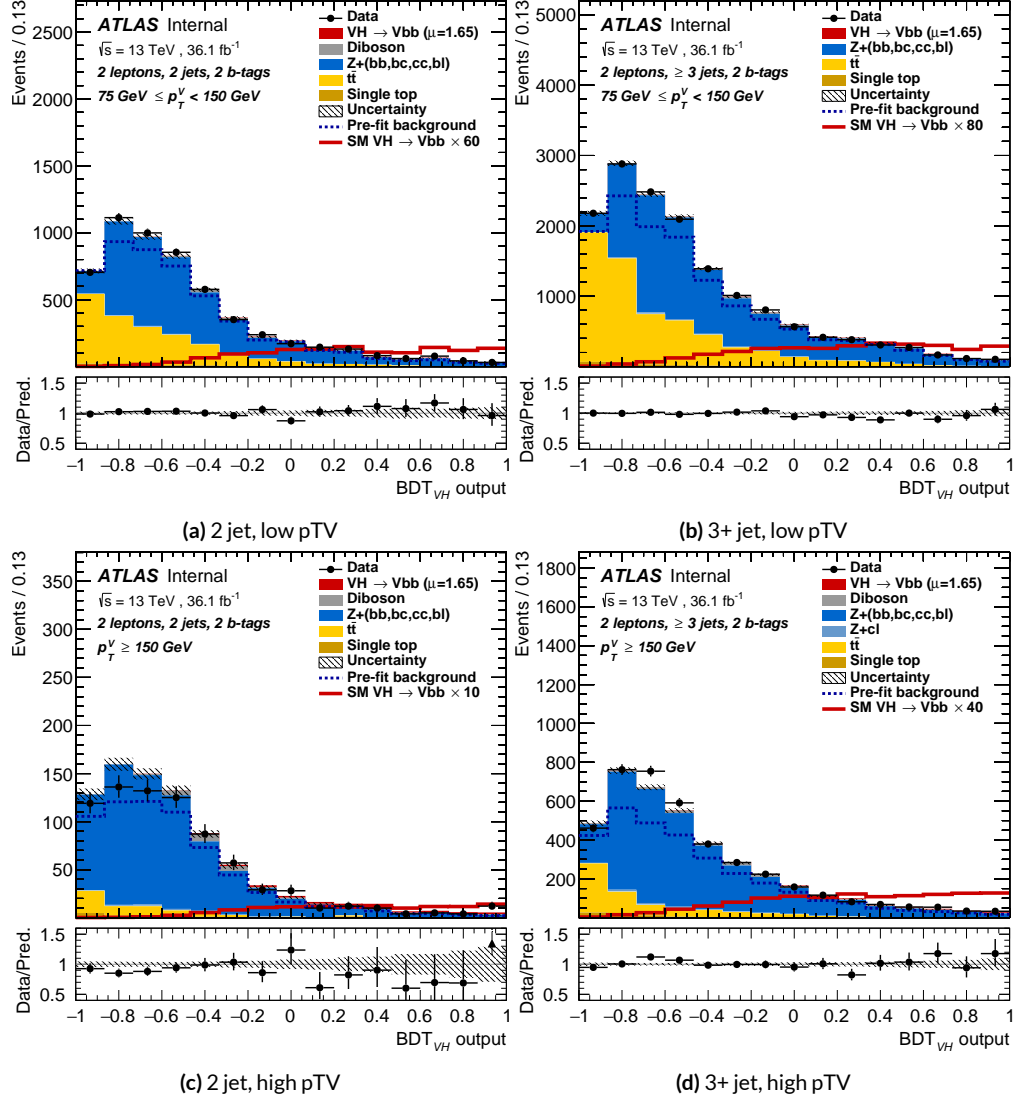 Events / 0.13
2500
2000
1500
1000
500
ATLAS Internal
√s = 13 TeV , 36.1 fb⁻¹
2 leptons, 2 jets, 2 b-tags
75 GeV ≤ p_T^V < 150 GeV
Data
VH → Vbb (μ=1.65)
Diboson
Z+(bb,bc,cc,bl)
tt̄
Single top
Uncertainty
Pre-fit background
SM VH → Vbb × 60
Data/Pred.
1.5
1
0.5
−1 −0.8 −0.6 −0.4 −0.2 0 0.2 0.4 0.6 0.8 1
BDT_VH output
(a) 2 jet, low pTV
Events / 0.13
5000
4000
3000
2000
1000
ATLAS Internal
√s = 13 TeV , 36.1 fb⁻¹
2 leptons, ≥ 3 jets, 2 b-tags
75 GeV ≤ p_T^V < 150 GeV
Data
VH → Vbb (μ=1.65)
Diboson
Z+(bb,bc,cc,bl)
tt̄
Single top
Uncertainty
Pre-fit background
SM VH → Vbb × 80
Data/Pred.
1.5
1
0.5
−1 −0.8 −0.6 −0.4 −0.2 0 0.2 0.4 0.6 0.8 1
BDT_VH output
(b) 3+ jet, low pTV
Events / 0.13
350
300
250
200
150
100
50
ATLAS Internal
√s = 13 TeV , 36.1 fb⁻¹
2 leptons, 2 jets, 2 b-tags
p_T^V ≥ 150 GeV
Data
VH → Vbb (μ=1.65)
Diboson
Z+(bb,bc,cc,bl)
tt̄
Single top
Uncertainty
Pre-fit background
SM VH → Vbb × 10
Data/Pred.
1.5
1
0.5
−1 −0.8 −0.6 −0.4 −0.2 0 0.2 0.4 0.6 0.8 1
BDT_VH output
(c) 2 jet, high pTV
Events / 0.13
1800
1600
1400
1200
1000
800
600
400
200
ATLAS Internal
√s = 13 TeV , 36.1 fb⁻¹
2 leptons, ≥ 3 jets, 2 b-tags
p_T^V ≥ 150 GeV
Data
VH → Vbb (μ=1.65)
Diboson
Z+(bb,bc,cc,bl)
Z+cl
tt̄
Single top
Uncertainty
Pre-fit background
SM VH → Vbb × 40
Data/Pred.
1.5
1
0.5
−1 −0.8 −0.6 −0.4 −0.2 0 0.2 0.4 0.6 0.8 1
BDT_VH output
(d) 3+ jet, high pTV